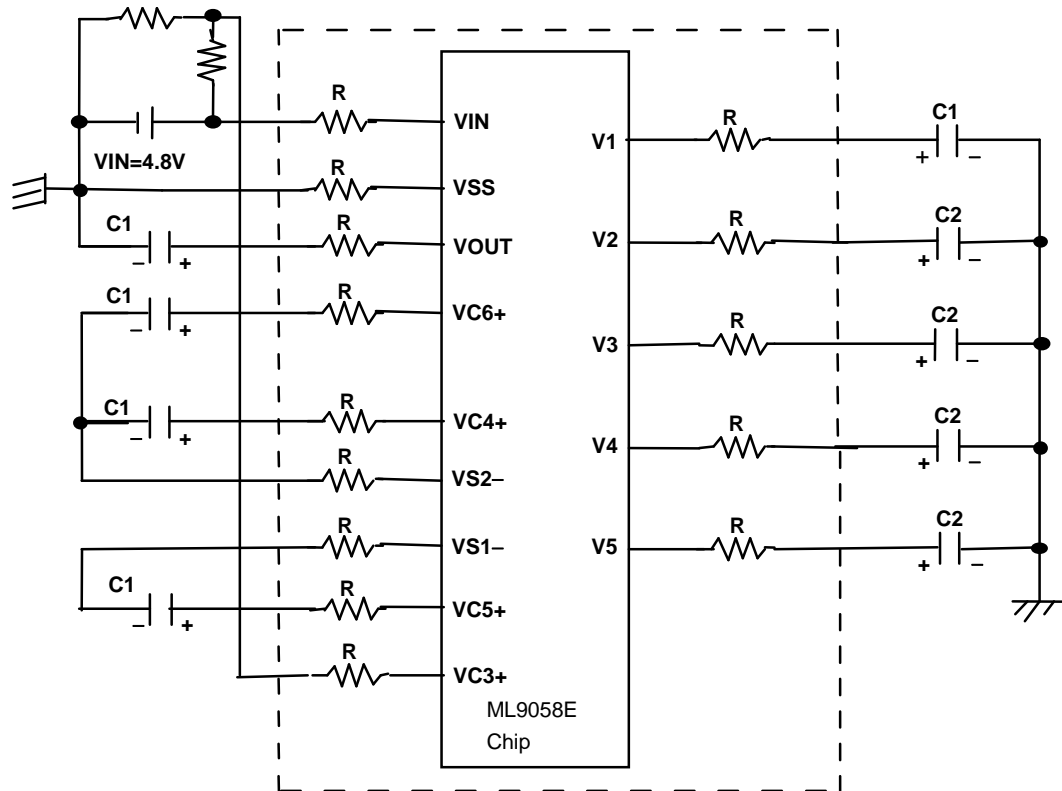 R
VIN
VIN=4.8V
R
VSS
C1
R
VOUT
– +
C1
R
VC6+
– +
C1
R
VC4+
– +
R
VS2–
R
VS1–
C1
R
VC5+
– +
R
VC3+
ML9058E
Chip
V1
R
C1
+ –
V2
R
C2
+ –
V3
R
C2
+ –
V4
R
C2
+ –
V5
R
C2
+ –